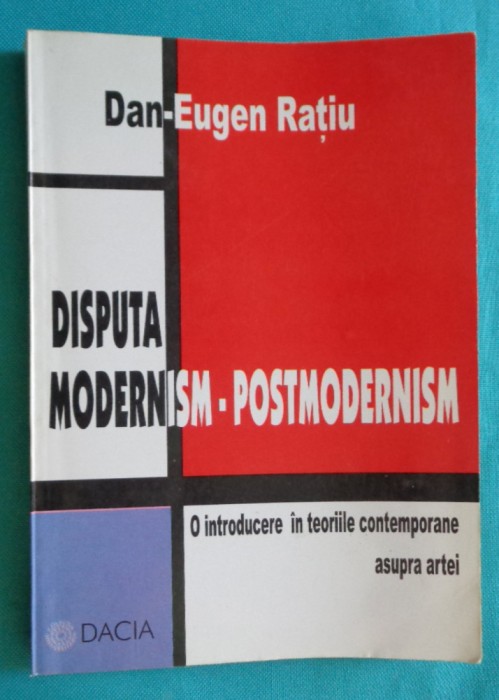 Dan-Eugen Rațiu
DISPUTA
MODERNISM - POSTMODERNISM
O introducere în teoriile contemporane
asupra artei
DACIA